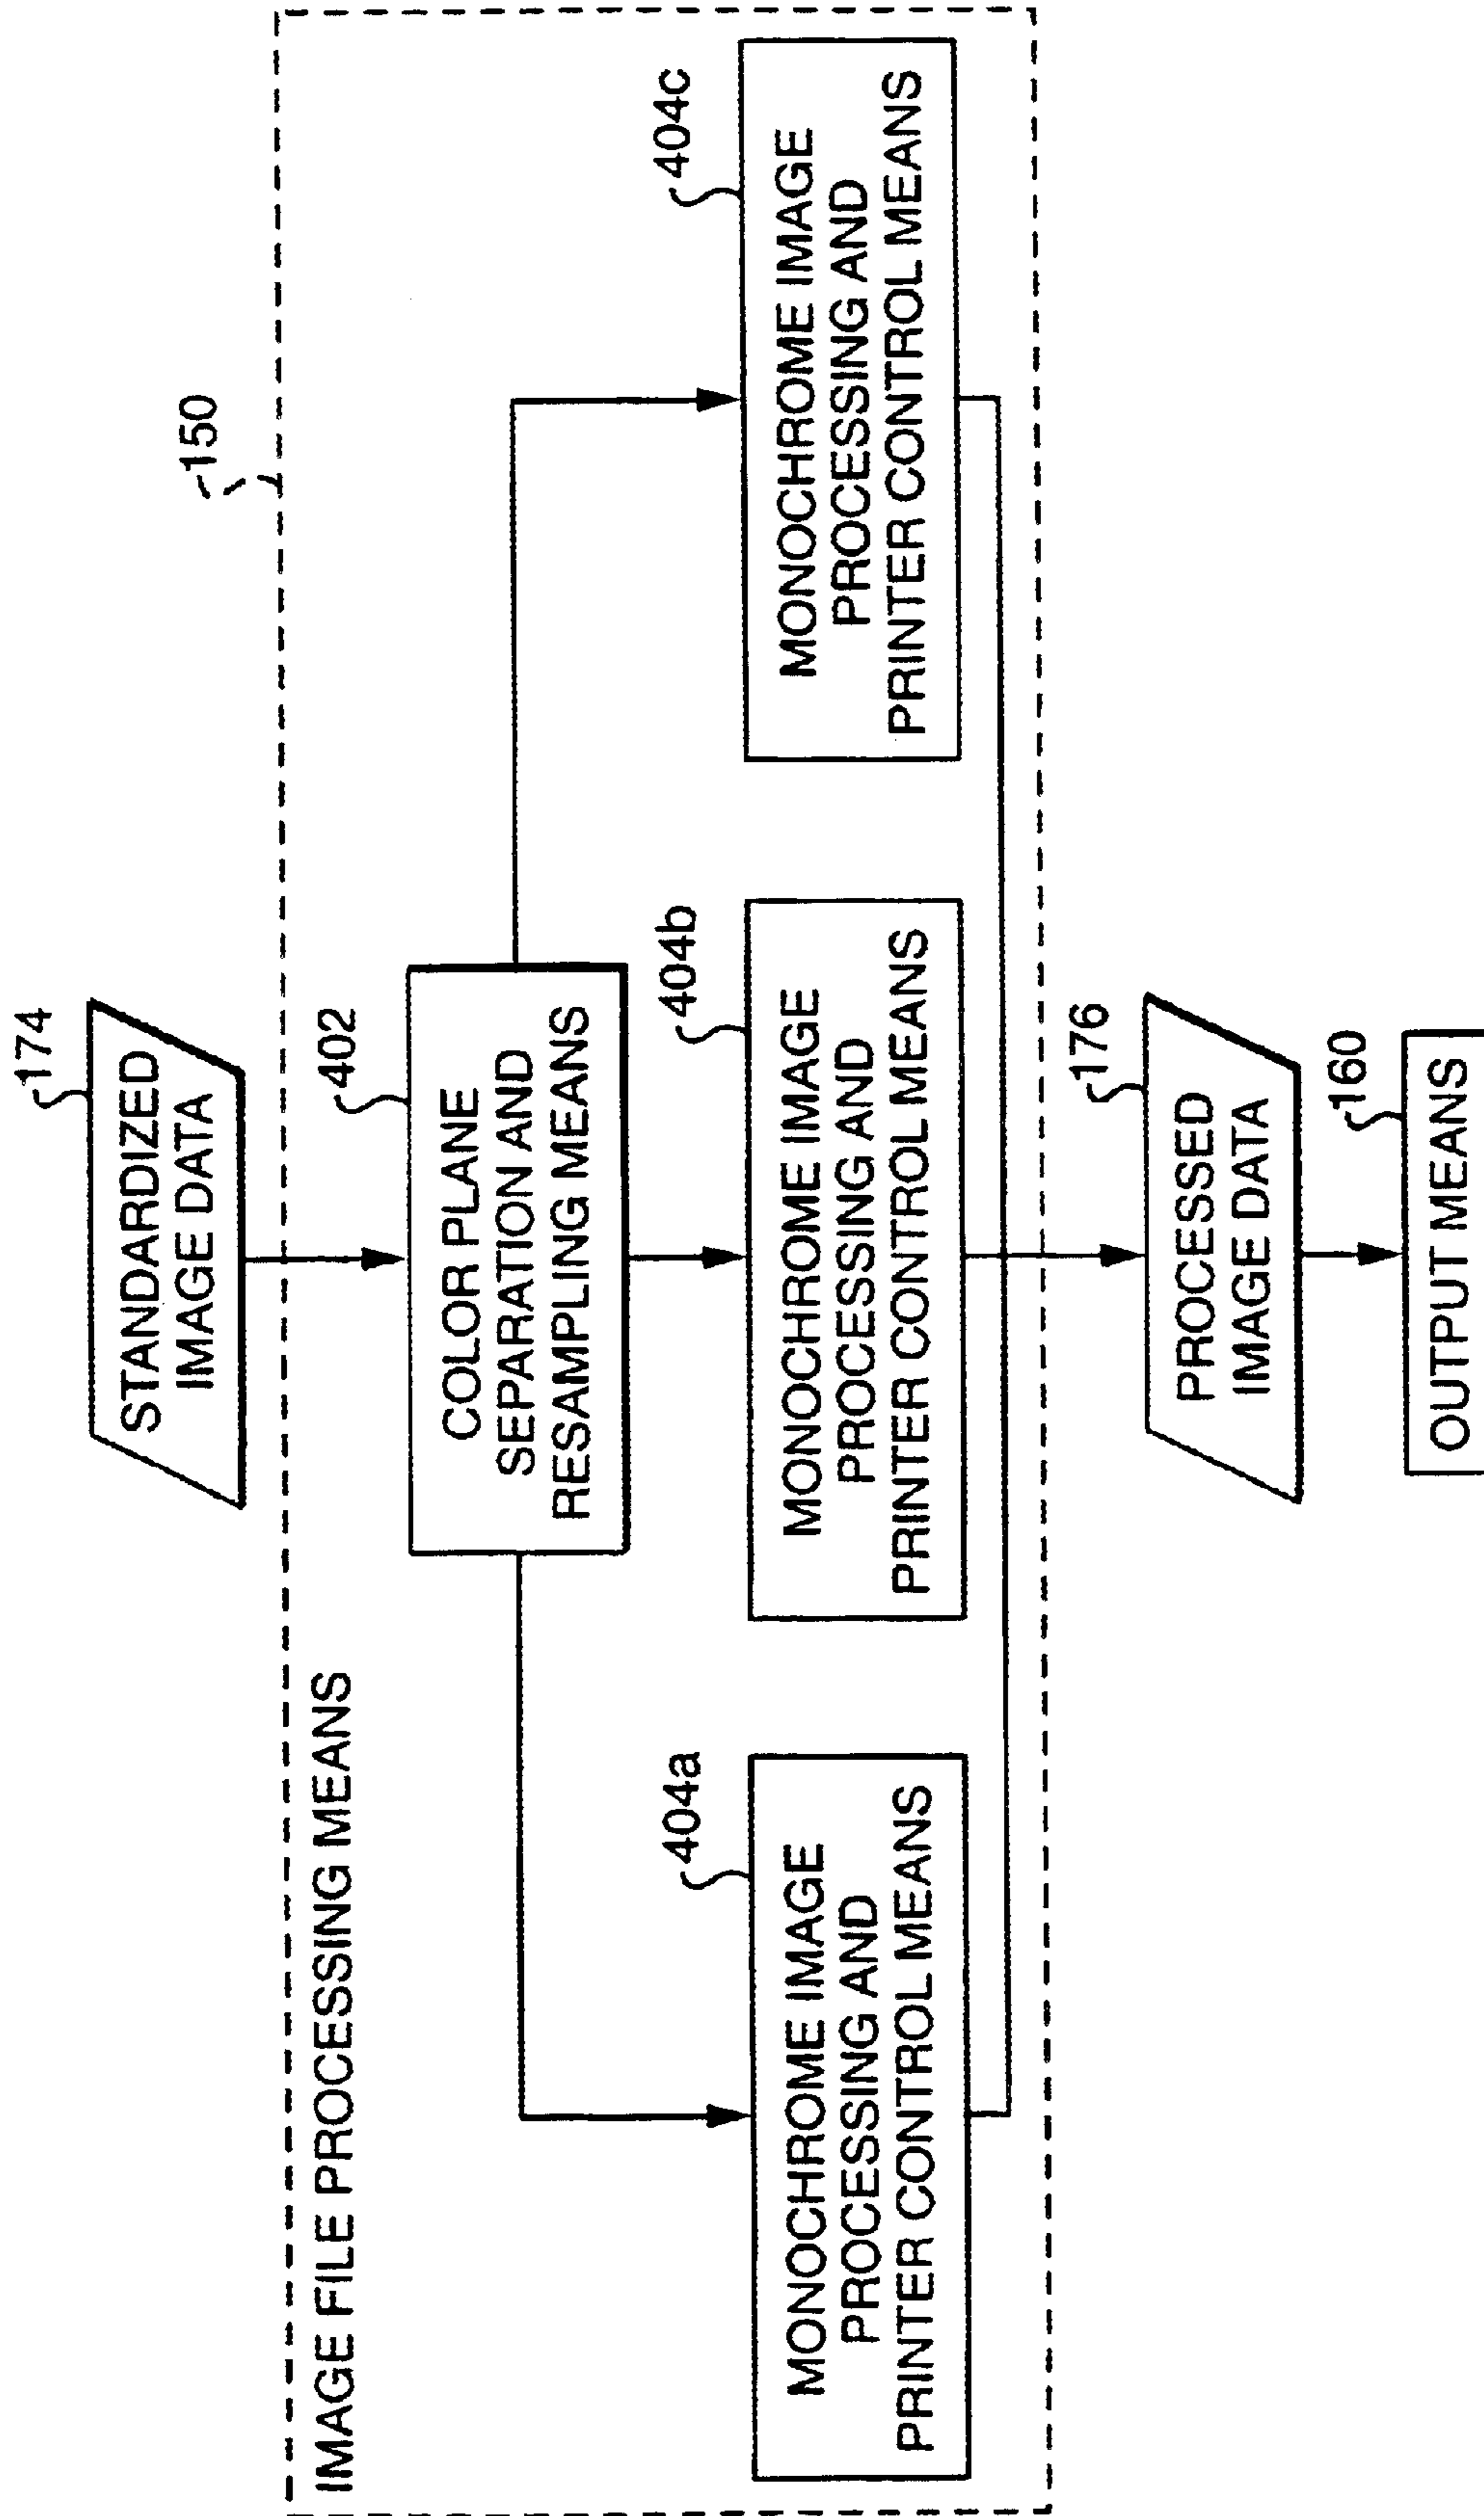 174
STANDARDIZED
IMAGE DATA
150
IMAGE FILE PROCESSING MEANS
402
COLOR PLANE
SEPARATION AND
RESAMPLING MEANS
404a
MONOCHROME IMAGE
PROCESSING AND
PRINTER CONTROL MEANS
404b
MONOCHROME IMAGE
PROCESSING AND
PRINTER CONTROL MEANS
404c
MONOCHROME IMAGE
PROCESSING AND
PRINTER CONTROL MEANS
176
PROCESSED
IMAGE DATA
160
OUTPUT MEANS